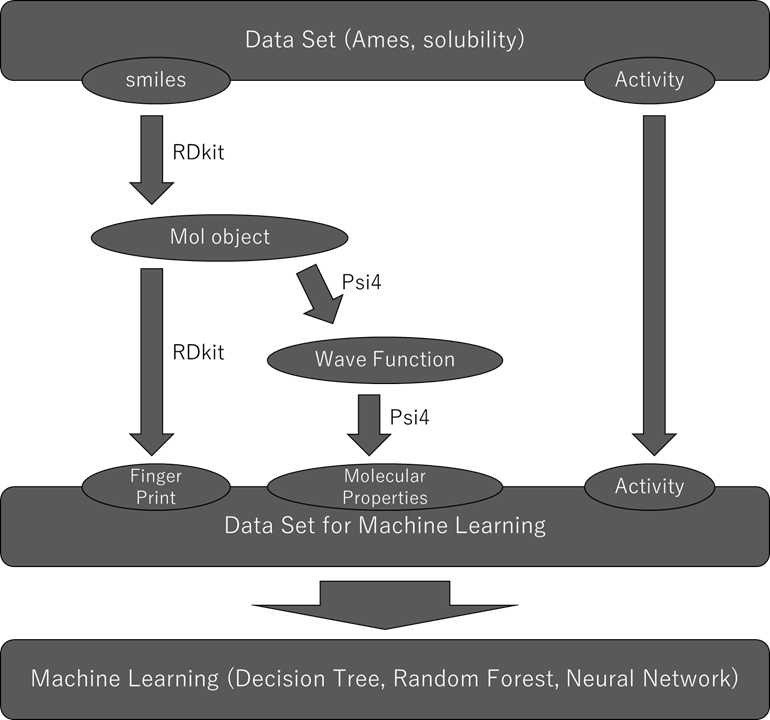 Data Set (Ames, solubility)
smiles
Activity
RDkit
Mol object
Psi4
RDkit
Wave Function
Psi4
Finger
Print
Molecular
Properties
Activity
Data Set for Machine Learning
Machine Learning (Decision Tree, Random Forest, Neural Network)